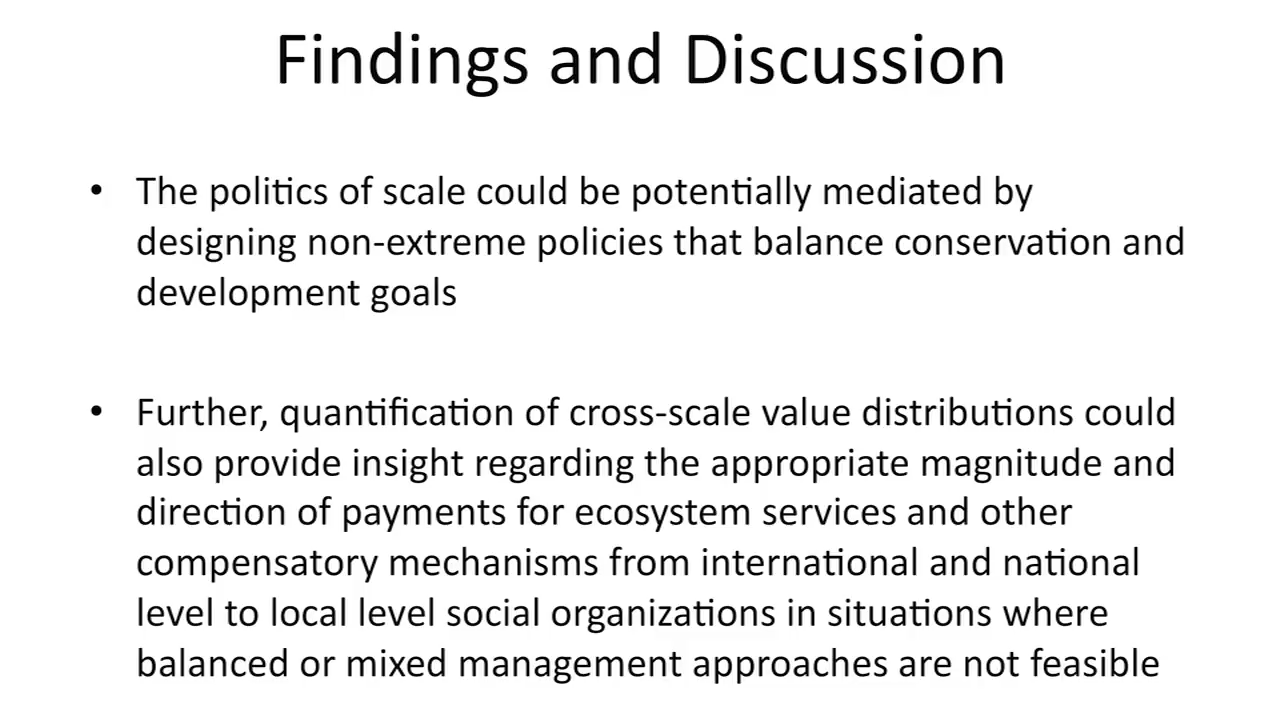 Findings and Discussion
• The politics of scale could be potentially mediated by
designing non-extreme policies that balance conservation and
development goals
• Further, quantification of cross-scale value distributions could
also provide insight regarding the appropriate magnitude and
direction of payments for ecosystem services and other
compensatory mechanisms from international and national
level to local level social organizations in situations where
balanced or mixed management approaches are not feasible